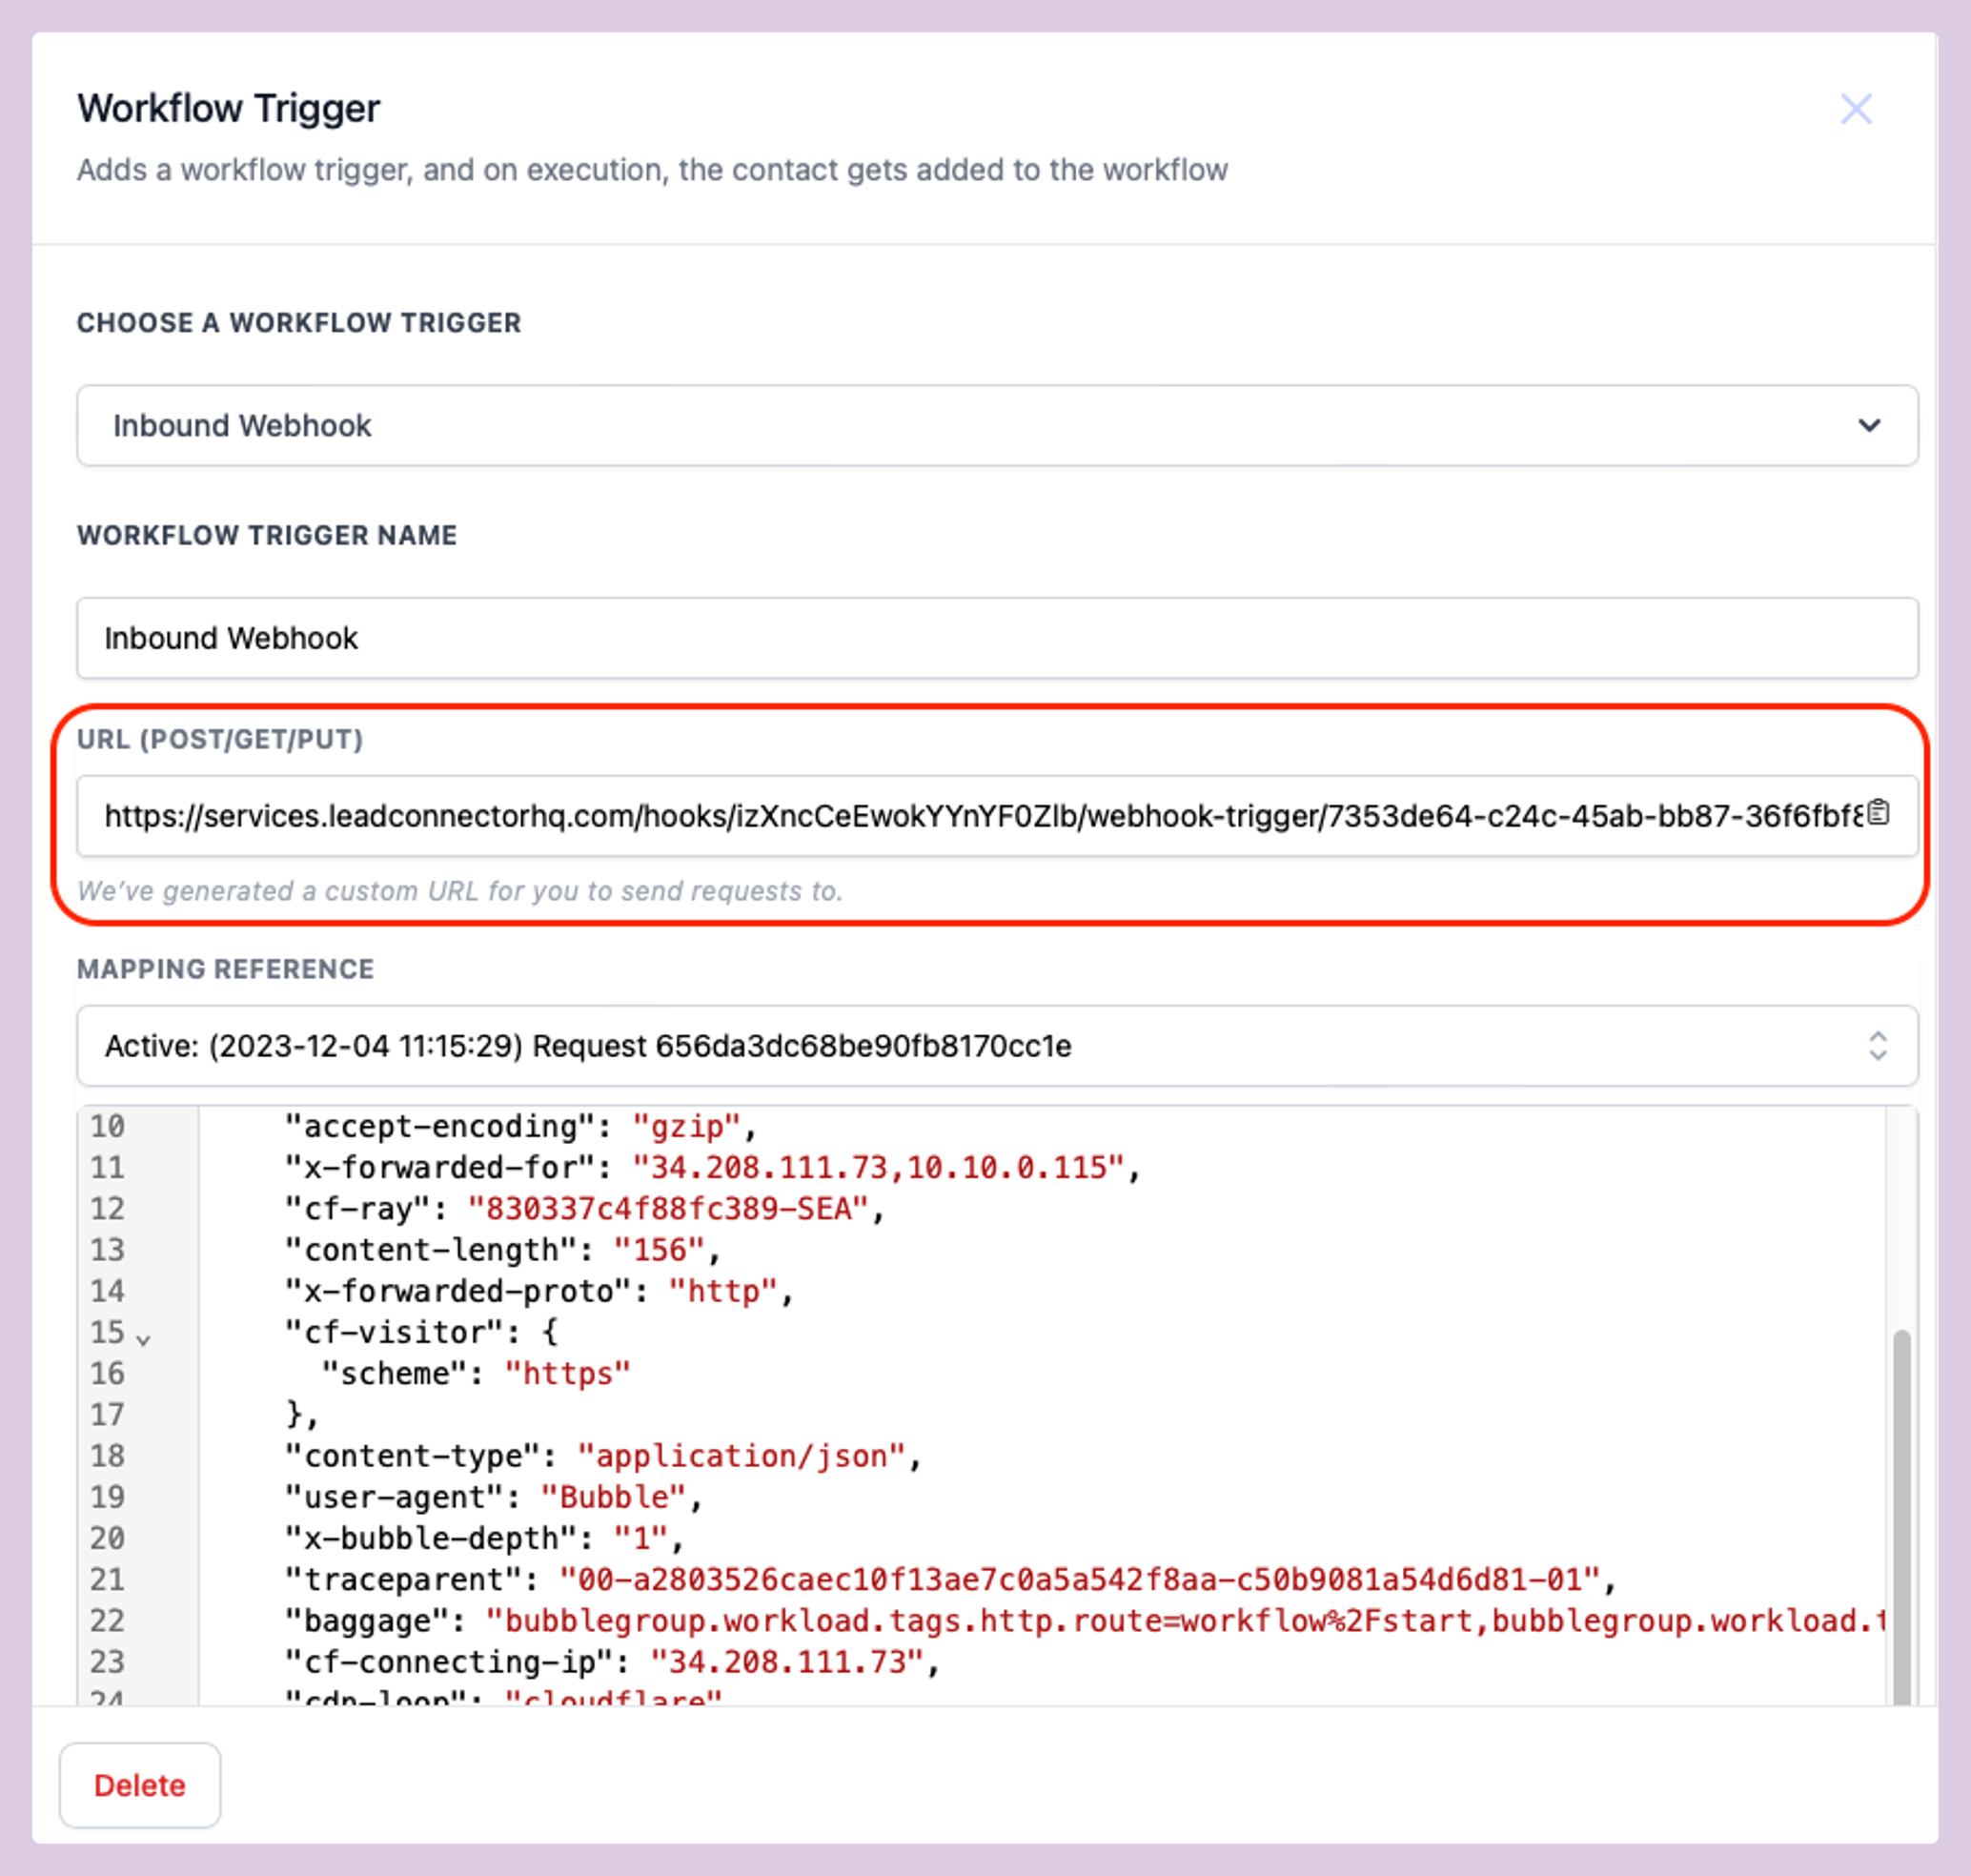 Workflow Trigger
Adds a workflow trigger, and on execution, the contact gets added to the workflow
CHOOSE A WORKFLOW TRIGGER
Inbound Webhook
WORKFLOW TRIGGER NAME
Inbound Webhook
URL (POST/GET/PUT)
https://services.leadconnectorhq.com/hooks/izXncCeEwokYYnYF0Zlb/webhook-trigger/7353de64-c24c-45ab-bb87-36f6fbf8
We've generated a custom URL for you to send requests to.
MAPPING REFERENCE
Active: (2023-12-04 11:15:29) Request 656da3dc68be90fb8170cc1e
10 "accept-encoding": "gzip",
11 "x-forwarded-for": "34.208.111.73,10.10.0.115",
12 "cf-ray": "830337c4f88fc389-SEA",
13 "content-length": "156",
14 "x-forwarded-proto": "http",
15 "cf-visitor": {
16 "scheme": "https"
17 },
18 "content-type": "application/json",
19 "user-agent": "Bubble",
20 "x-bubble-depth": "1",
21 "traceparent": "00-a2803526caec10f13ae7c0a5a542f8aa-c50b9081a54d6d81-01",
22 "baggage": "bubblegroup.workload.tags.http.route=workflow%2Fstart,bubblegroup.workload.t
23 "cf-connecting-ip": "34.208.111.73",
24 "cdn-loop": "cloudflare"
Delete